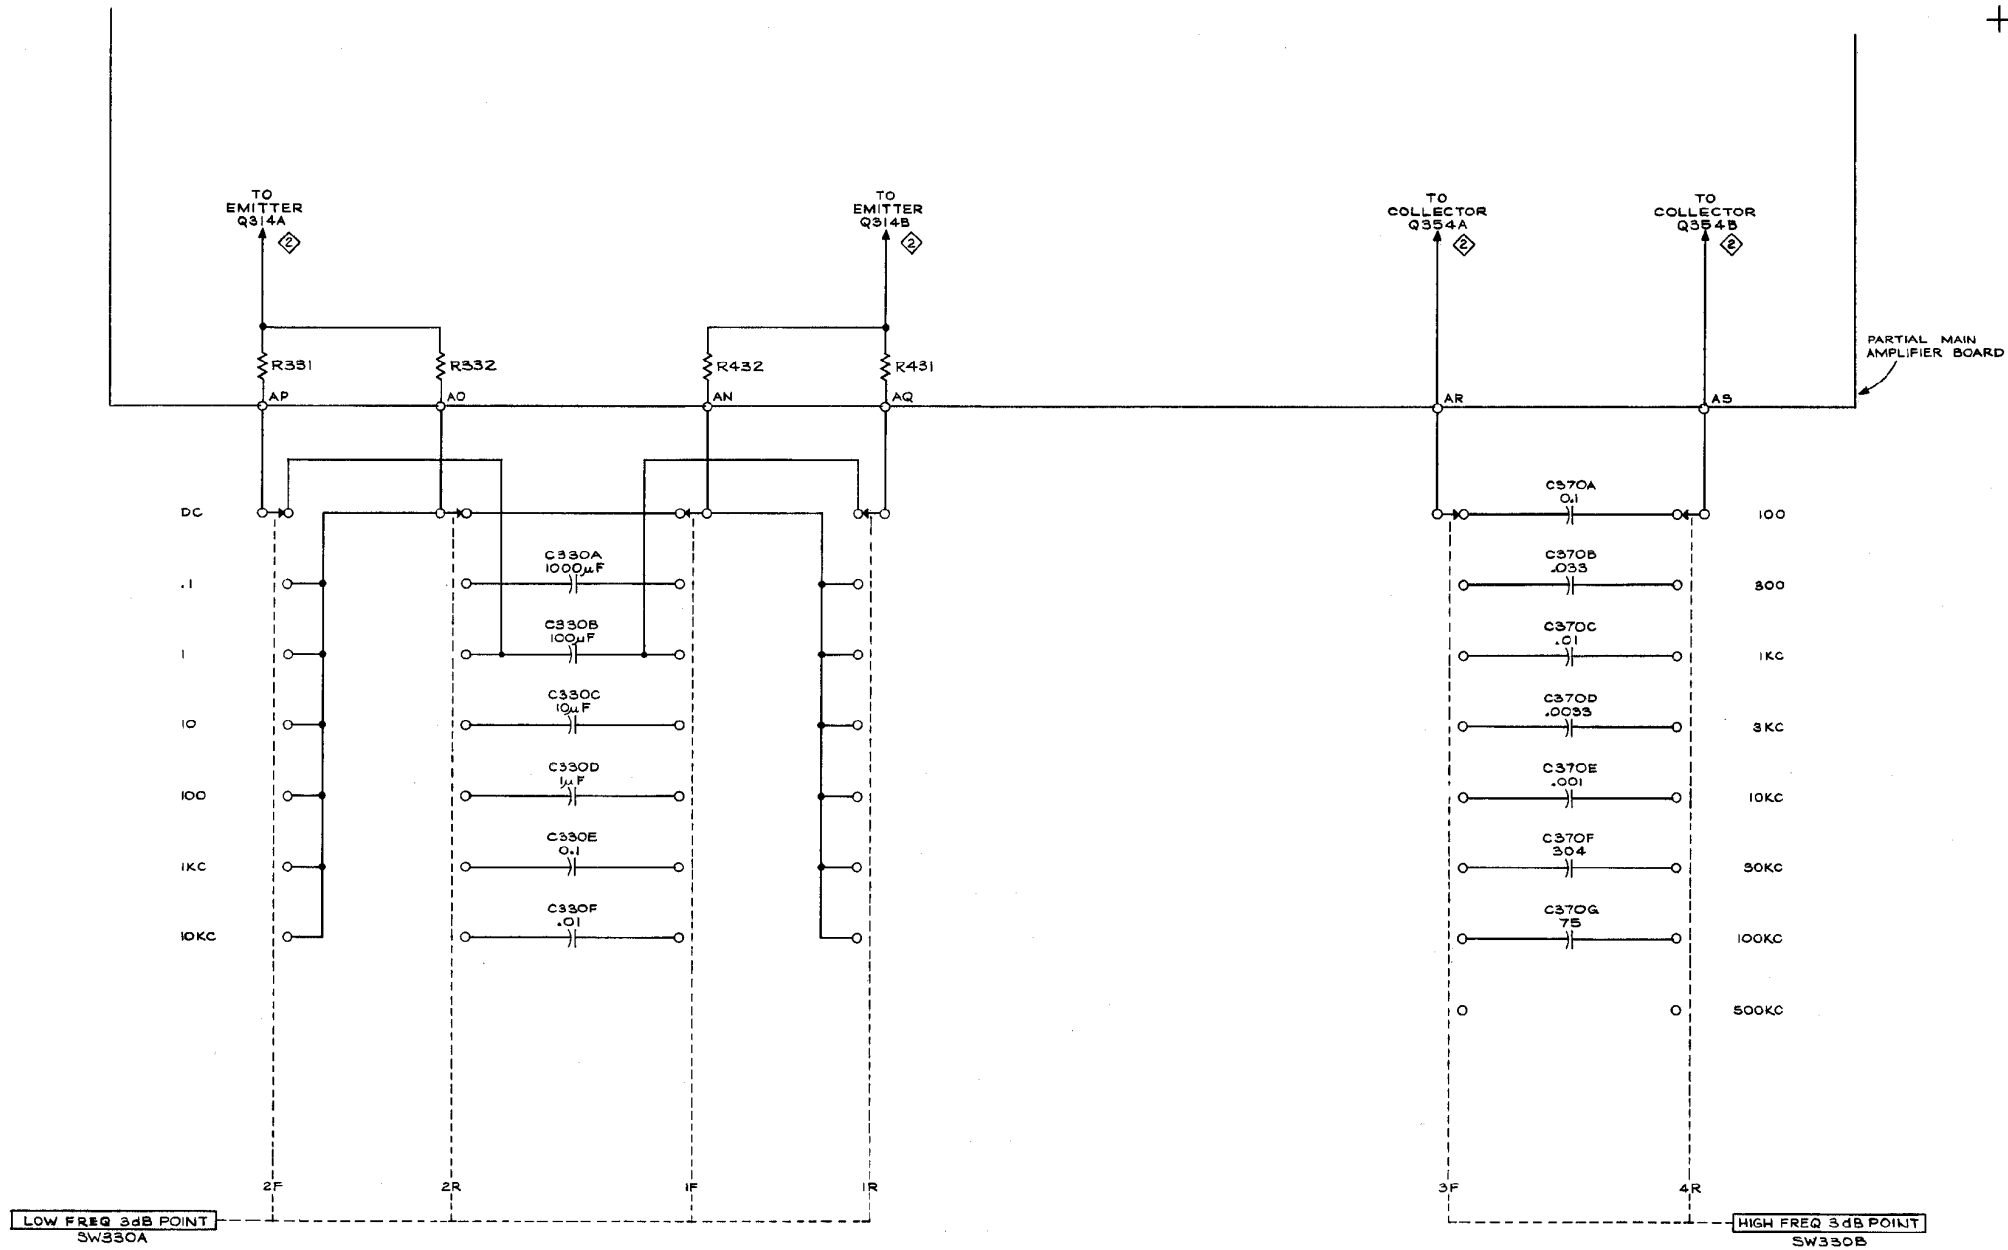 TO
EMITTER
Q314A
2
TO
EMITTER
Q314B
2
TO
COLLECTOR
Q354A
2
TO
COLLECTOR
Q354B
2
PARTIAL MAIN
AMPLIFIER BOARD
R331
R332
R432
R431
AP
AO
AN
AQ
AR
AS
DC
C370A
0.1
100
.1
C330A
1000µF
C370B
.033
300
1
C330B
100µF
C370C
.01
1KC
10
C330C
10µF
C370D
.0033
3KC
100
C330D
1µF
C370E
.001
10KC
1KC
C330E
0.1
C370F
304
30KC
10KC
C330F
.01
C370G
75
100KC
500KC
2F
2R
1F
1R
3F
4R
LOW FREQ 3dB POINT
SW330A
HIGH FREQ 3dB POINT
SW330B